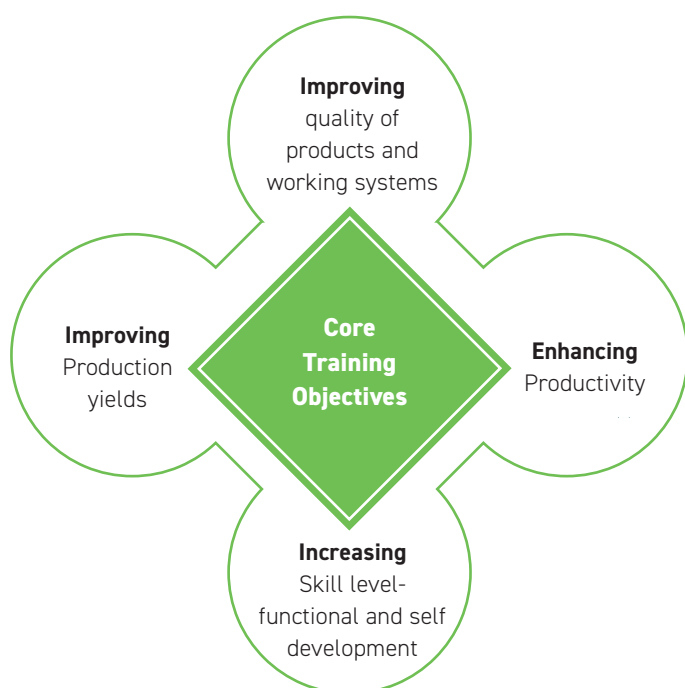 Improving
quality of
products and
working systems
Improving
Production
yields
Core
Training
Objectives
Enhancing
Productivity
Increasing
Skill level-
functional and self
development